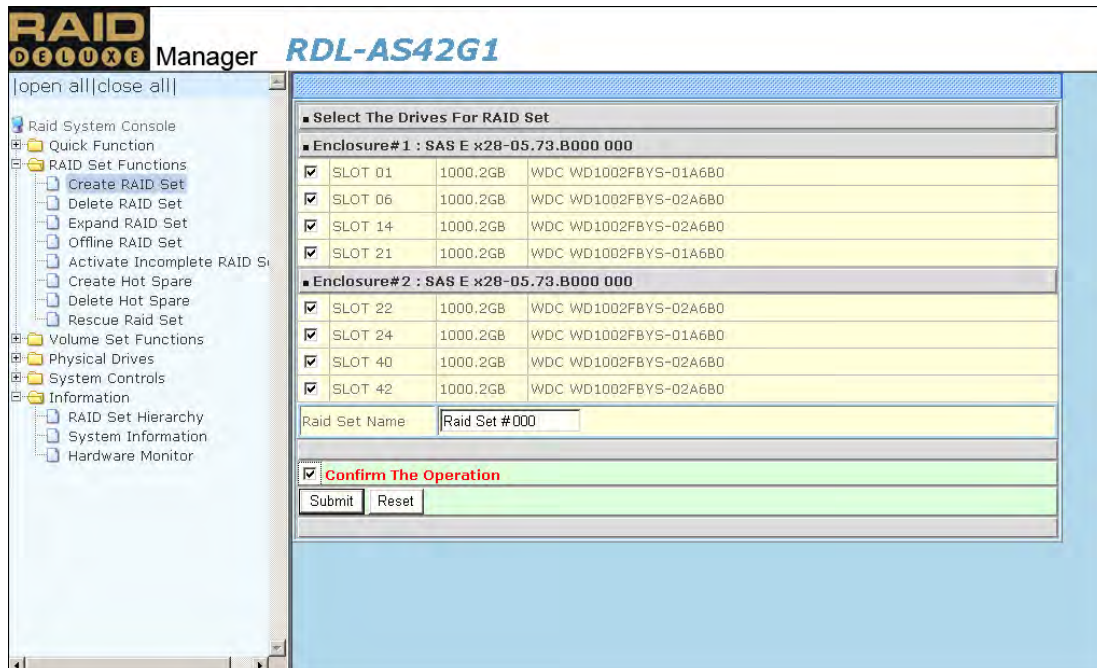 RAID
DELUXE Manager
RDL-AS42G1
|open all|close all|
Raid System Console
Quick Function
RAID Set Functions
Create RAID Set
Delete RAID Set
Expand RAID Set
Offline RAID Set
Activate Incomplete RAID S
Create Hot Spare
Delete Hot Spare
Rescue Raid Set
Volume Set Functions
Physical Drives
System Controls
Information
RAID Set Hierarchy
System Information
Hardware Monitor
Select The Drives For RAID Set
Enclosure#1 : SAS E x28-05.73.B000 000
SLOT 01 1000.2GB WDC WD1002FBYS-01A6B0
SLOT 06 1000.2GB WDC WD1002FBYS-02A6B0
SLOT 14 1000.2GB WDC WD1002FBYS-02A6B0
SLOT 21 1000.2GB WDC WD1002FBYS-01A6B0
Enclosure#2 : SAS E x28-05.73.B000 000
SLOT 22 1000.2GB WDC WD1002FBYS-02A6B0
SLOT 24 1000.2GB WDC WD1002FBYS-01A6B0
SLOT 40 1000.2GB WDC WD1002FBYS-02A6B0
SLOT 42 1000.2GB WDC WD1002FBYS-02A6B0
Raid Set Name Raid Set #000
Confirm The Operation
Submit Reset